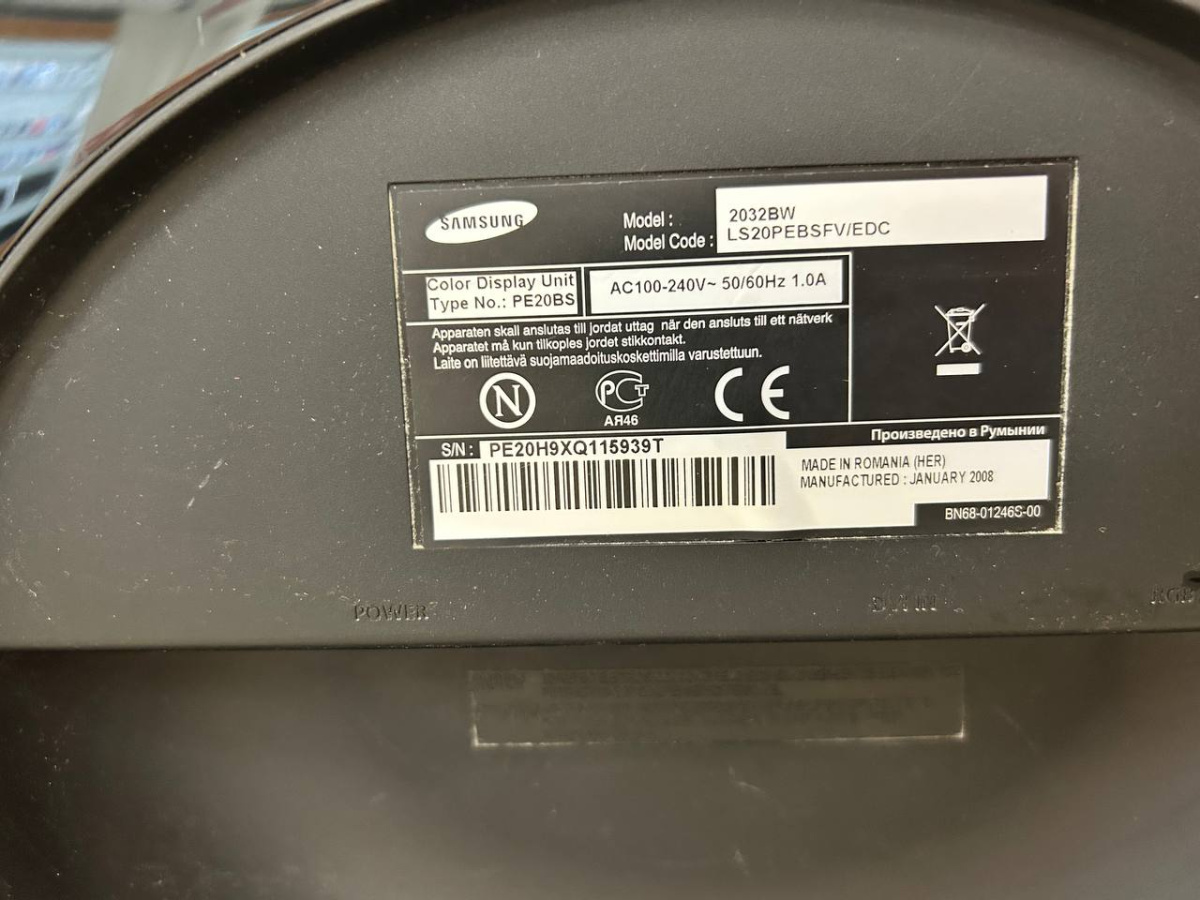 SAMSUNG
Model : 2032BW
Model Code : LS20PEBSFV/EDC
Color Display Unit
Type No.: PE20BS
AC100-240V~ 50/60Hz 1.0A
Apparaten skall anslutas till jordat uttag när den ansluts till ett nätverk
Apparatet må kun tilkoples jordet stikkontakt.
Laite on liitettävä suojamaadoituskoskettimilla varustettuun.
N
PCT
АЯ46
CE
S/N : PE20H9XQ115939T
Произведено в Румынии
MADE IN ROMANIA (HER)
MANUFACTURED : JANUARY 2008
BN68-01246S-00
POWER
RGB